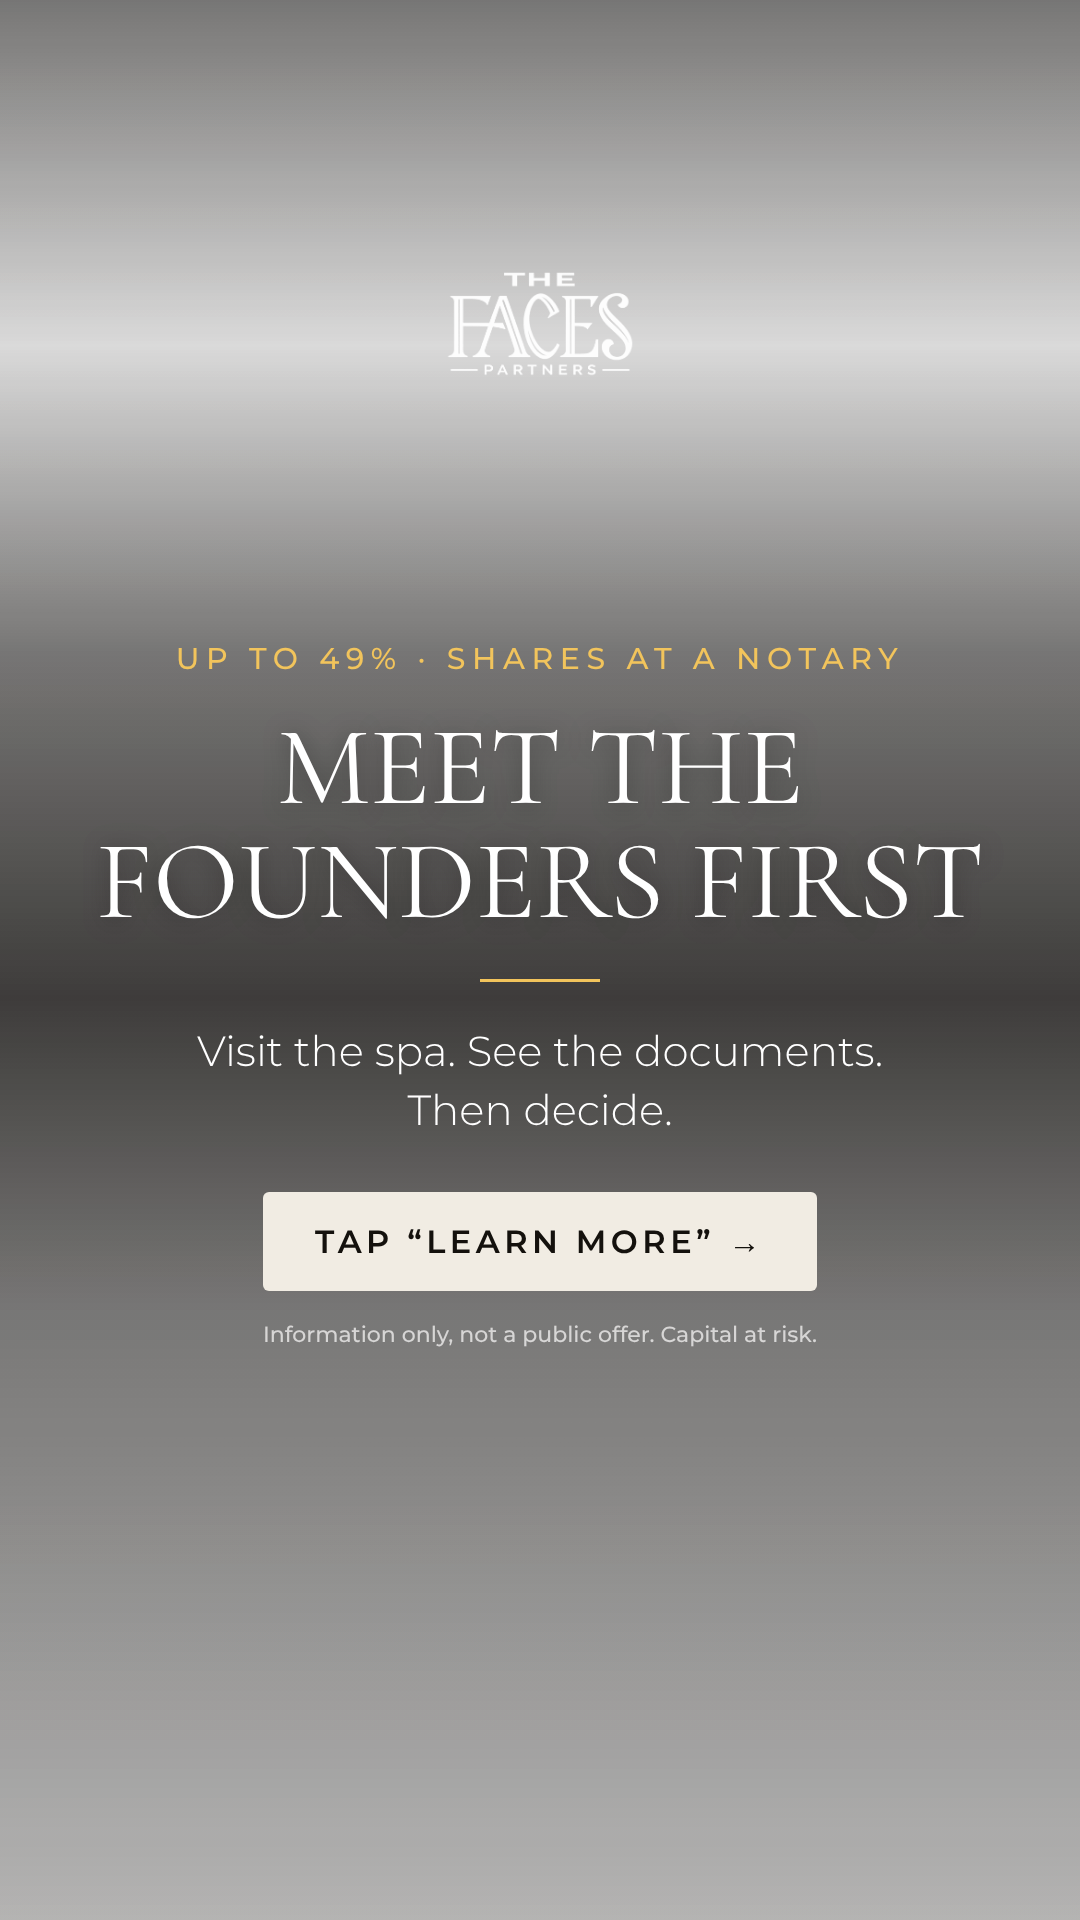 THE
FACES
PARTNERS
UP TO 49% · SHARES AT A NOTARY
MEET THE
FOUNDERS FIRST
Visit the spa. See the documents.
Then decide.
TAP “LEARN MORE” →
Information only, not a public offer. Capital at risk.